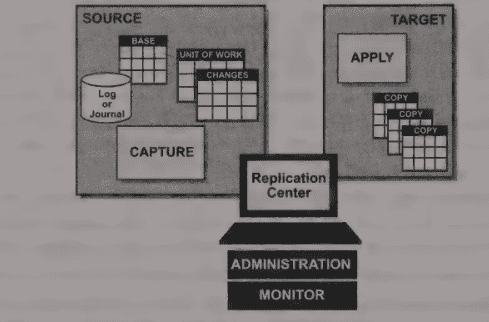 SOURCE
BASE
UNIT OF WORK
CHANGES
Log
or
Journal
CAPTURE
TARGET
APPLY
COPY
COPY
COPY
Replication
Center
ADMINISTRATION
MONITOR